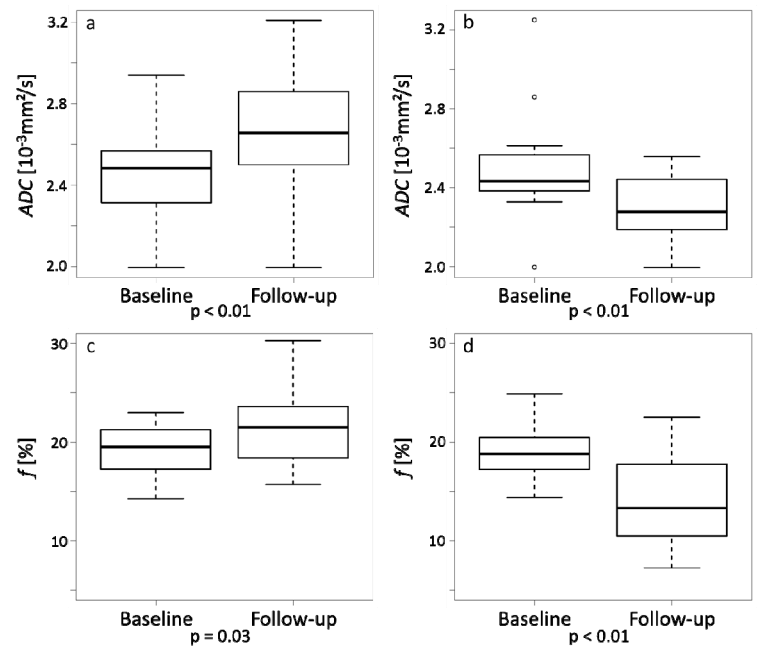 a
ADC [10⁻³mm²/s]
3.2
2.8
2.4
2.0
Baseline Follow-up
p < 0.01
b
ADC [10⁻³mm²/s]
3.2
2.8
2.4
2.0
Baseline Follow-up
p < 0.01
c
f [%]
30
20
10
Baseline Follow-up
p = 0.03
d
f [%]
30
20
10
Baseline Follow-up
p < 0.01